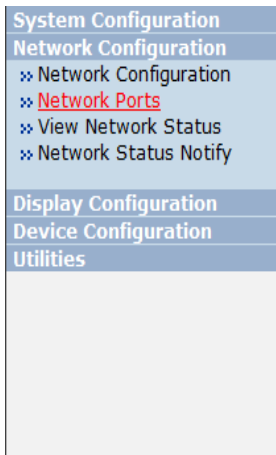 System Configuration
Network Configuration
» Network Configuration
» Network Ports
» View Network Status
» Network Status Notify
Display Configuration
Device Configuration
Utilities